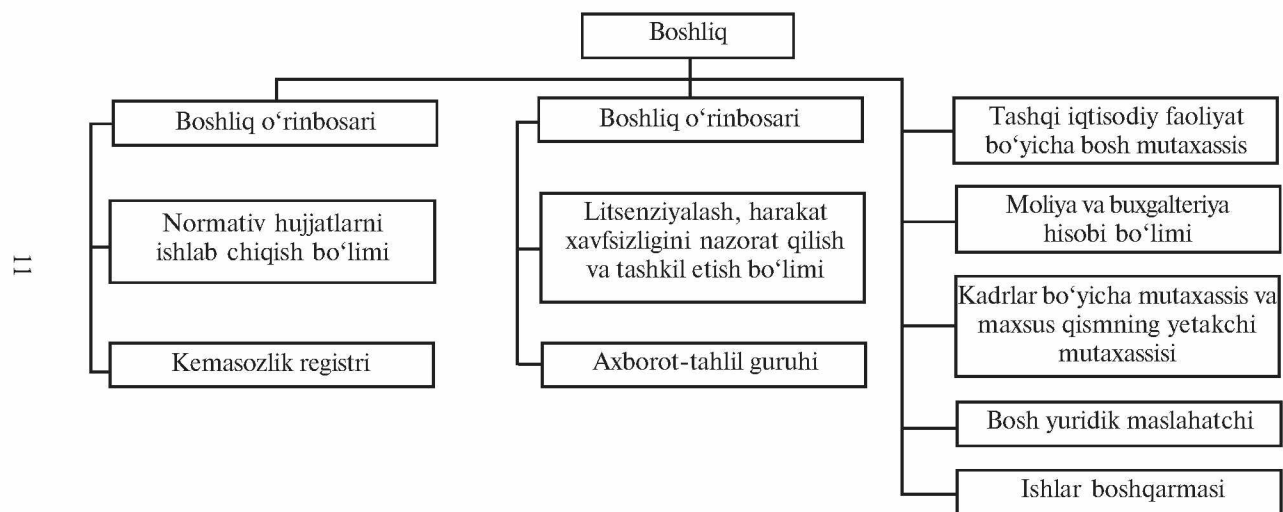 Boshliq
Boshliq o‘rinbosari
Normativ hujjatlarni
ishlab chiqish bo‘limi
Kemasozlik registri
Boshliq o‘rinbosari
Litsenziyalash, harakat
xavfsizligini nazorat qilish
va tashkil etish bo‘limi
Axborot-tahlil guruhi
Tashqi iqtisodiy faoliyat
bo‘yicha bosh mutaxassis
Moliya va buxgalteriya
hisobi bo‘limi
Kadrlar bo‘yicha mutaxassis va
maxsus qismning yetakchi
mutaxassisi
Bosh yuridik maslahatchi
Ishlar boshqarmasi
11